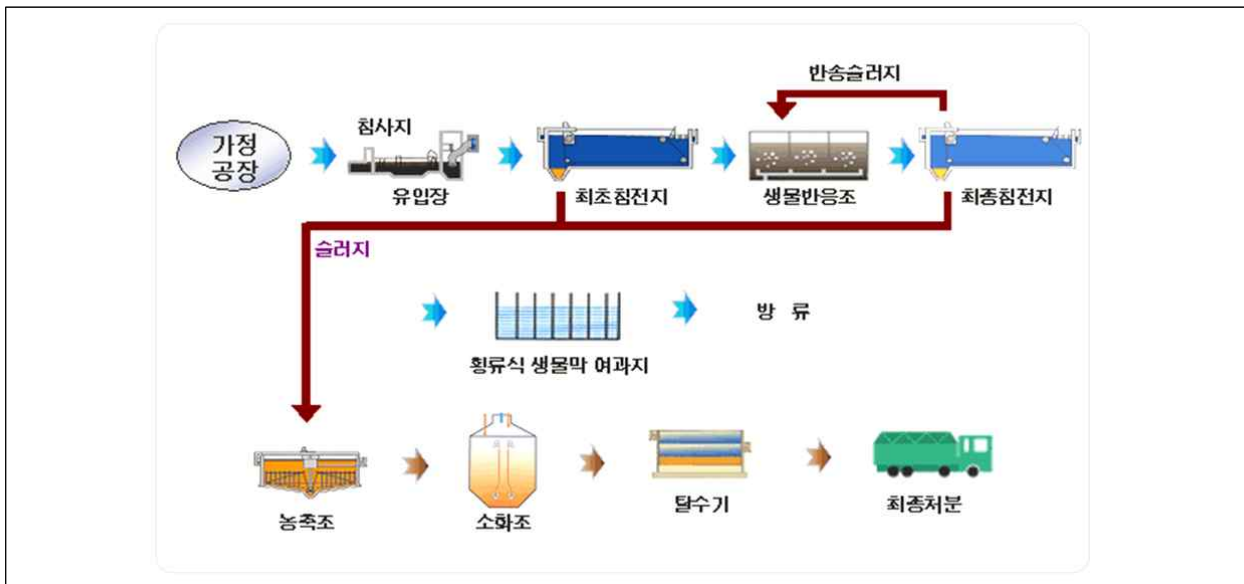 반송슬러지
가정
공장
침사지
유입장
최초침전지
생물반응조
최종침전지
슬러지
방 류
횡류식 생물막 여과지
농축조
소화조
탈수기
최종처분